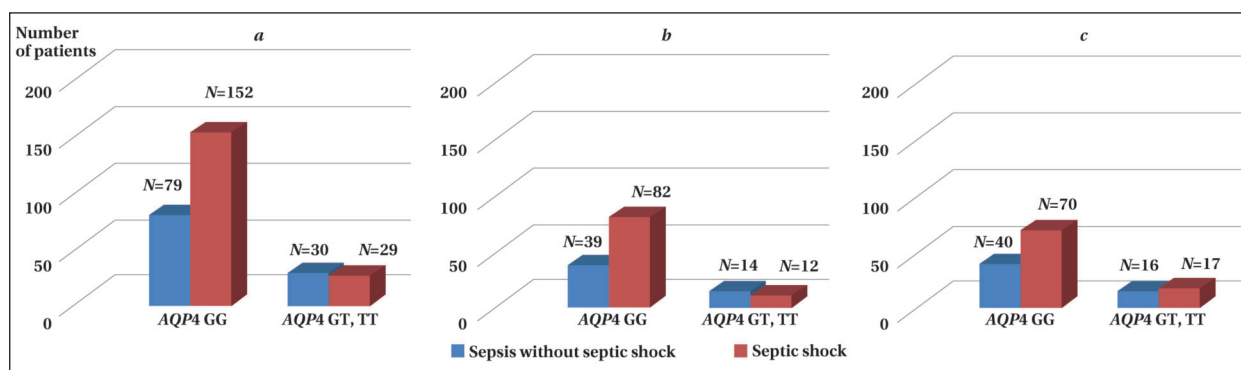 Number
of patients
a
b
c
200
150
100
50
0
N=152
N=79
N=30
N=29
AQP4 GG
AQP4 GT, TT
200
150
100
50
0
N=82
N=39
N=14
N=12
AQP4 GG
AQP4 GT, TT
200
150
100
50
0
N=70
N=40
N=16
N=17
AQP4 GG
AQP4 GT, TT
Sepsis without septic shock
Septic shock